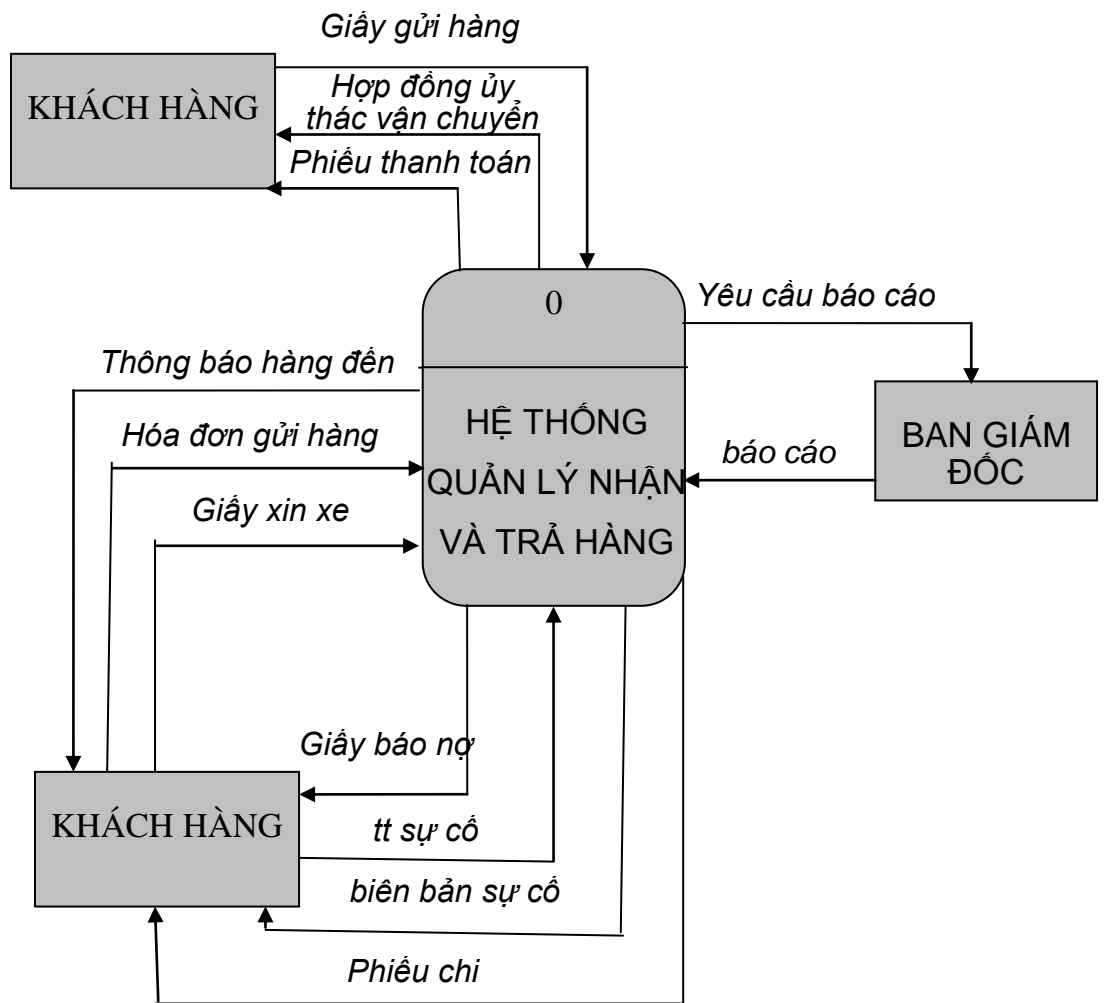 Giấy gửi hàng
KHÁCH HÀNG
Hợp đồng ủy
thác vận chuyển
Phiếu thanh toán
0
Yêu cầu báo cáo
Thông báo hàng đến
HỆ THỐNG
QUẢN LÝ NHẬN
VÀ TRẢ HÀNG
BAN GIÁM
ĐỐC
Hóa đơn gửi hàng
báo cáo
Giấy xin xe
Giấy báo nợ
KHÁCH HÀNG
tt sự cố
biên bản sự cố
Phiếu chi